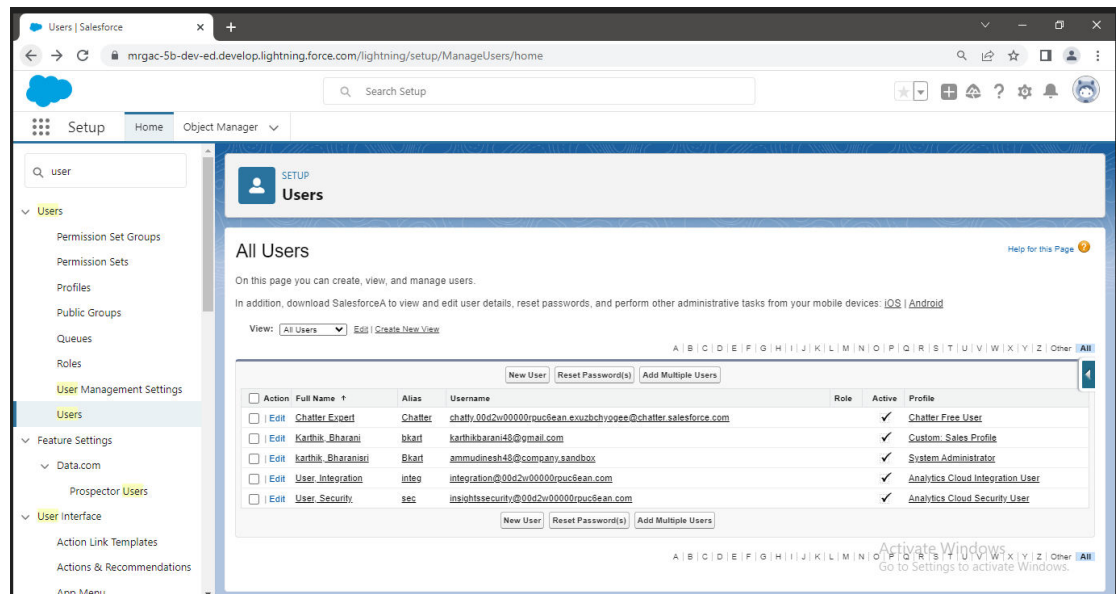 Users | Salesforce
mrgac-5b-dev-ed.develop.lightning.force.com/lightning/setup/ManageUsers/home
Search Setup
Setup Home Object Manager
user
Users
Permission Set Groups
Permission Sets
Profiles
Public Groups
Queues
Roles
User Management Settings
Users
Feature Settings
Data.com
Prospector Users
User Interface
Action Link Templates
Actions & Recommendations
App Menu
SETUP
Users
All Users
Help for this Page
On this page you can create, view, and manage users.
In addition, download SalesforceA to view and edit user details, reset passwords, and perform other administrative tasks from your mobile devices: iOS | Android
View: All Users Edit | Create New View
A | B | C | D | E | F | G | H | I | J | K | L | M | N | O | P | Q | R | S | T | U | V | W | X | Y | Z | Other All
New User Reset Password(s) Add Multiple Users
Action Full Name ↑ Alias Username Role Active Profile
| Edit Chatter Expert Chatter chatty.00d2w00000rpuc6ean.exuzbchyogee@chatter.salesforce.com ✓ Chatter Free User
| Edit Karthik, Bharani bkart karthikbarani48@gmail.com ✓ Custom: Sales Profile
| Edit karthik, Bharanisri Bkart ammudinesh48@company.sandbox ✓ System Administrator
| Edit User, Integration integ integration@00d2w00000rpuc6ean.com ✓ Analytics Cloud Integration User
| Edit User, Security sec insightssecurity@00d2w00000rpuc6ean.com ✓ Analytics Cloud Security User
New User Reset Password(s) Add Multiple Users
A | B | C | D | E | F | G | H | I | J | K | L | M | N | O | P | Q | R | S | T | U | V | W | X | Y | Z | Other All
Activate Windows
Go to Settings to activate Windows.